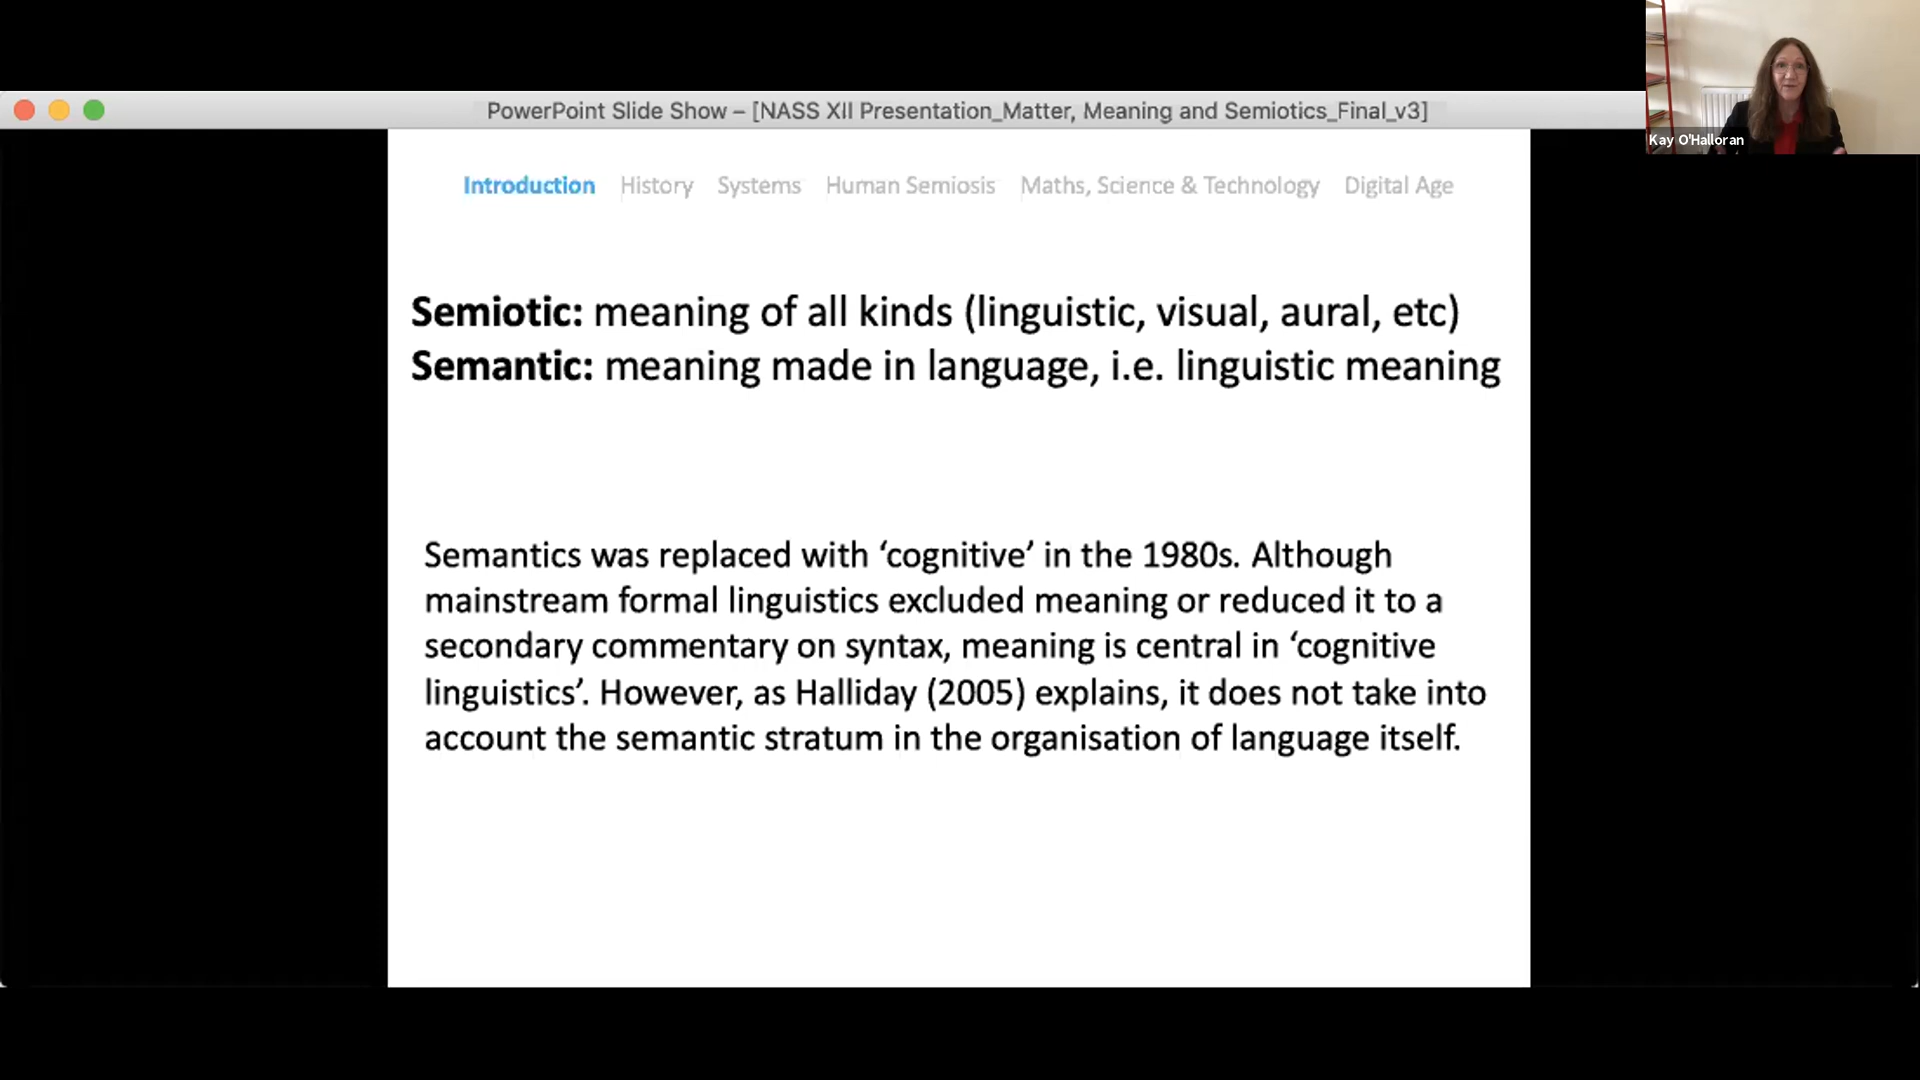 PowerPoint Slide Show – [NASS XII Presentation_Matter, Meaning and Semiotics_Final_v3]
Kay O'Halloran
Introduction History Systems Human Semiosis Maths, Science & Technology Digital Age
Semiotic: meaning of all kinds (linguistic, visual, aural, etc)
Semantic: meaning made in language, i.e. linguistic meaning
Semantics was replaced with ‘cognitive’ in the 1980s. Although
mainstream formal linguistics excluded meaning or reduced it to a
secondary commentary on syntax, meaning is central in ‘cognitive
linguistics’. However, as Halliday (2005) explains, it does not take into
account the semantic stratum in the organisation of language itself.